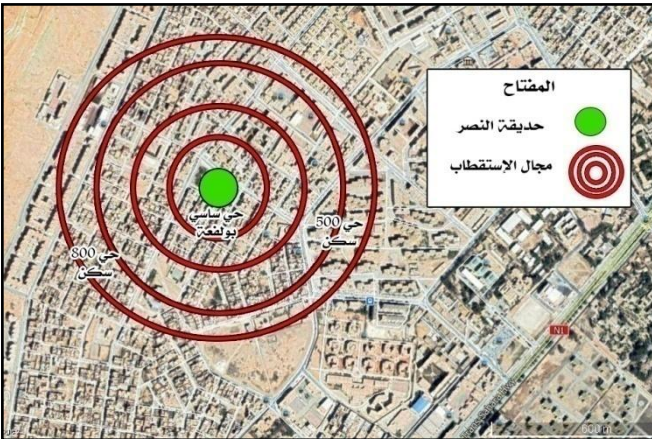 المفتاح
حديقة النصر
مجال الإستقطاب
حي ساسي
بولفعة
حي 500
سكن
حي 800
سكن
N1
600 m